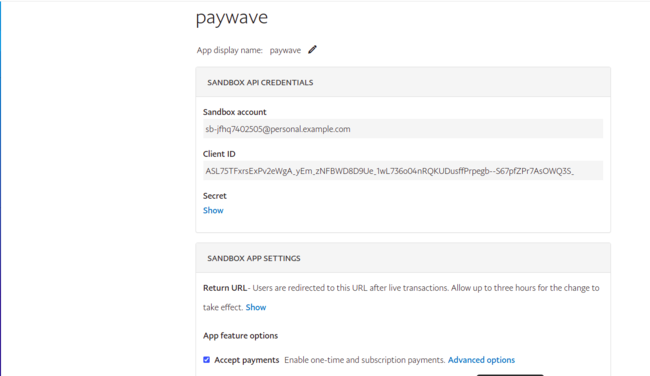 paywave
App display name: paywave
SANDBOX API CREDENTIALS
Sandbox account
sb-jfhq7402505@personal.example.com
Client ID
ASL75TFxrsExPv2eWgA_yEm_zNFBWD8D9Ue_1wL736o04nRQKUDusffPrpegb--S67pfZPr7AsOWQ3S_
Secret
Show
SANDBOX APP SETTINGS
Return URL- Users are redirected to this URL after live transactions. Allow up to three hours for the change to
take effect. Show
App feature options
Accept payments Enable one-time and subscription payments. Advanced options